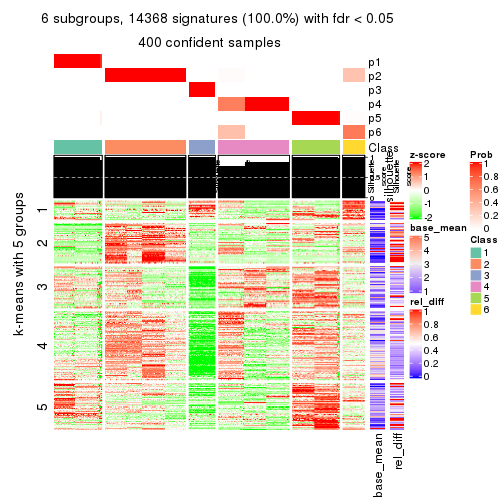 6 subgroups, 14368 signatures (100.0%) with fdr < 0.05
400 confident samples
p1
p2
p3
p4
p5
p6
Class
silhouette
k-means with 5 groups
1
2
3
4
5
base_mean
rel_diff
z-score
2
1
0
-1
-2
base_mean
5
4
3
2
1
rel_diff
1
0.8
0.6
0.4
0.2
0
Prob
1
0.8
0.6
0.4
0.2
0
Class
1
2
3
4
5
6